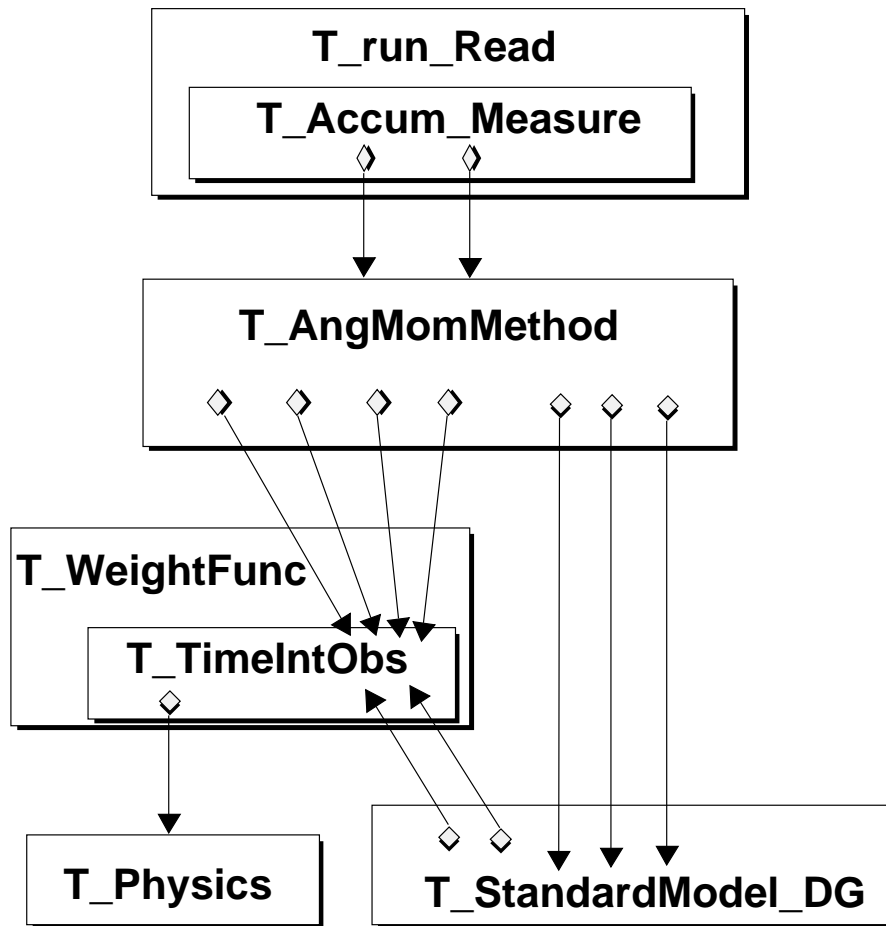 T_run_Read
T_Accum_Measure
T_AngMomMethod
T_WeightFunc
T_TimeIntObs
T_Physics
T_StandardModel_DG